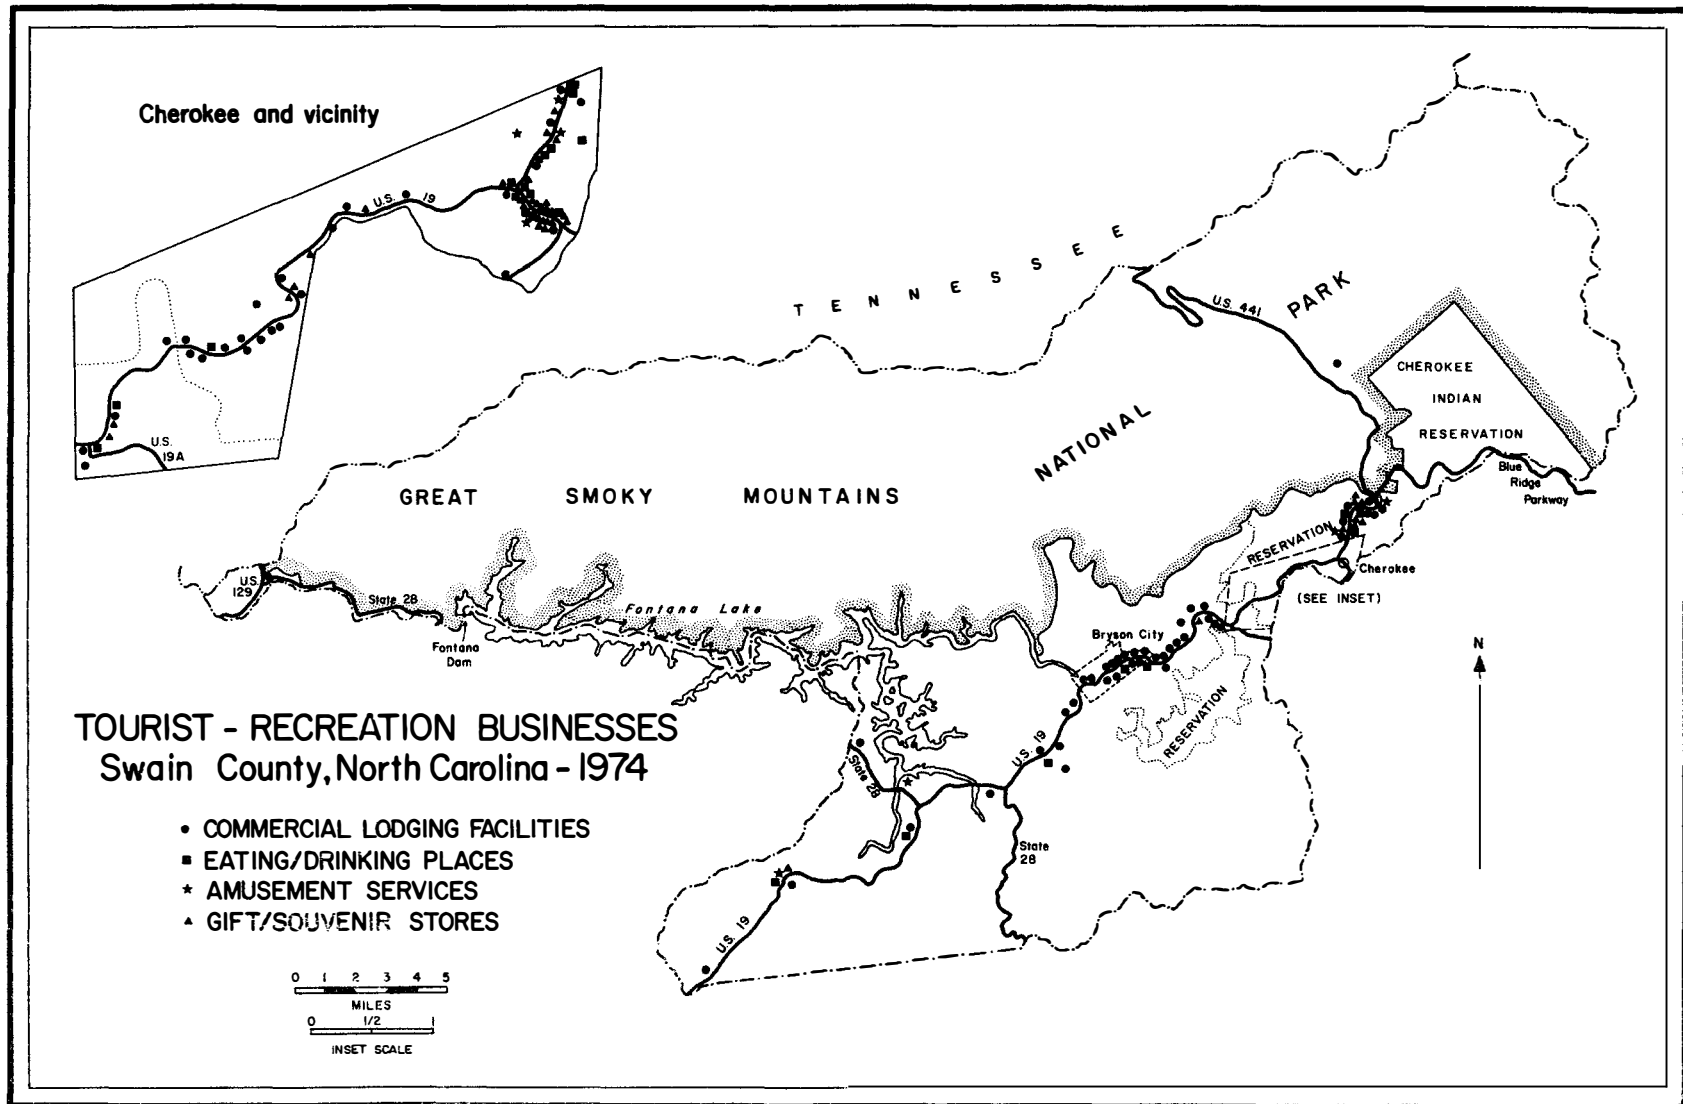 Cherokee and vicinity
U.S. 19
U.S.
19A
TENNESSEE
U.S. 441
PARK
CHEROKEE
INDIAN
RESERVATION
NATIONAL
GREAT SMOKY MOUNTAINS
Blue
Ridge
Parkway
RESERVATION
Cherokee
(SEE INSET)
U.S.
129
State 28
Fontana Lake
Fontana
Dam
Bryson City
RESERVATION
N
TOURIST - RECREATION BUSINESSES
Swain County, North Carolina - 1974
U.S. 19
State 28
State
28
U.S. 19
COMMERCIAL LODGING FACILITIES
EATING/DRINKING PLACES
AMUSEMENT SERVICES
GIFT/SOUVENIR STORES
0 1 2 3 4 5
MILES
0 1/2 1
INSET SCALE